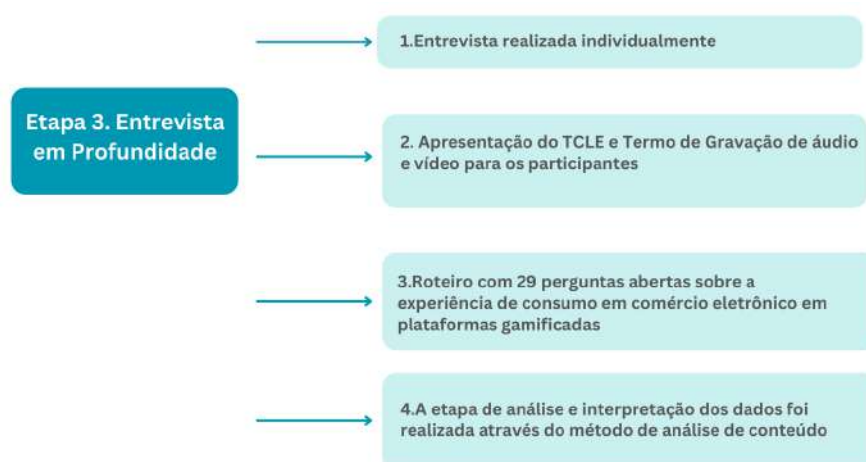 Etapa 3. Entrevista
em Profundidade
1.Entrevista realizada individualmente
2. Apresentação do TCLE e Termo de Gravação de áudio
e vídeo para os participantes
3.Roteiro com 29 perguntas abertas sobre a
experiência de consumo em comércio eletrônico em
plataformas gamificadas
4.A etapa de análise e interpretação dos dados foi
realizada através do método de análise de conteúdo